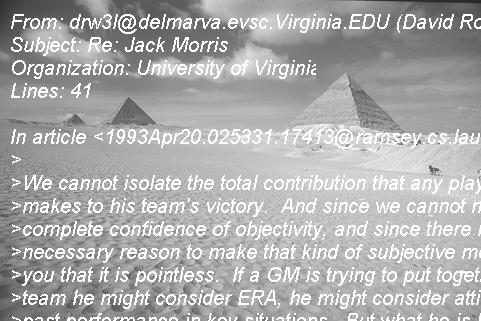 From: drw3l@delmarva.evsc.Virginia.EDU (David Ro
Subject: Re: Jack Morris
Organization: University of Virginia
Lines: 41
In article <1993Apr20.025331.17413@ramsey.cs.lau
>
>We cannot isolate the total contribution that any play
>makes to his team's victory.  And since we cannot
>complete confidence of objectivity, and since there
>necessary reason to make that kind of subjective
>you that it is pointless.  If a GM is trying to put toget
>team he might consider ERA, he might consider atti
>past performance in key situations.  But what he is